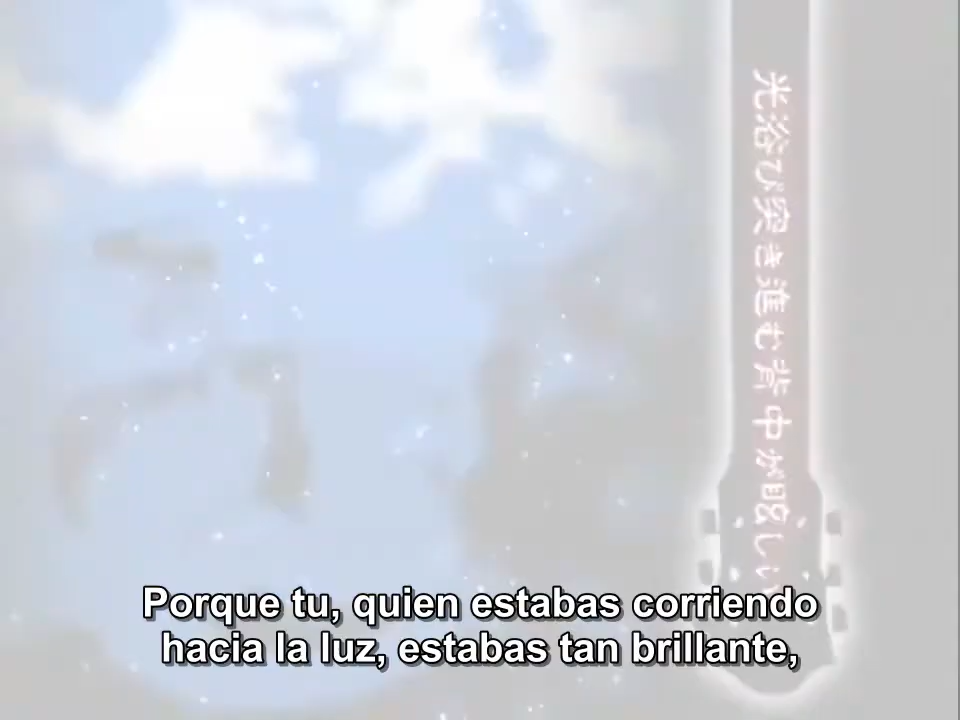 光浴び突き進む背中が眩しい
Porque tu, quien estabas corriendo
hacia la luz, estabas tan brillante,